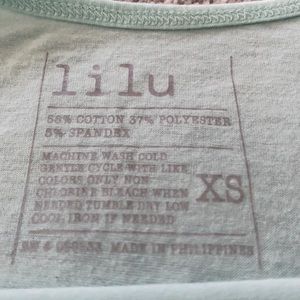 lilu
58% COTTON 37% POLYESTER
5% SPANDEX
MACHINE WASH COLD
GENTLE CYCLE WITH LIKE
COLORS ONLY NON-
CHLORINE BLEACH WHEN
NEEDED TUMBLE DRY LOW
COOL IRON IF NEEDED
XS
MADE IN PHILIPPINES